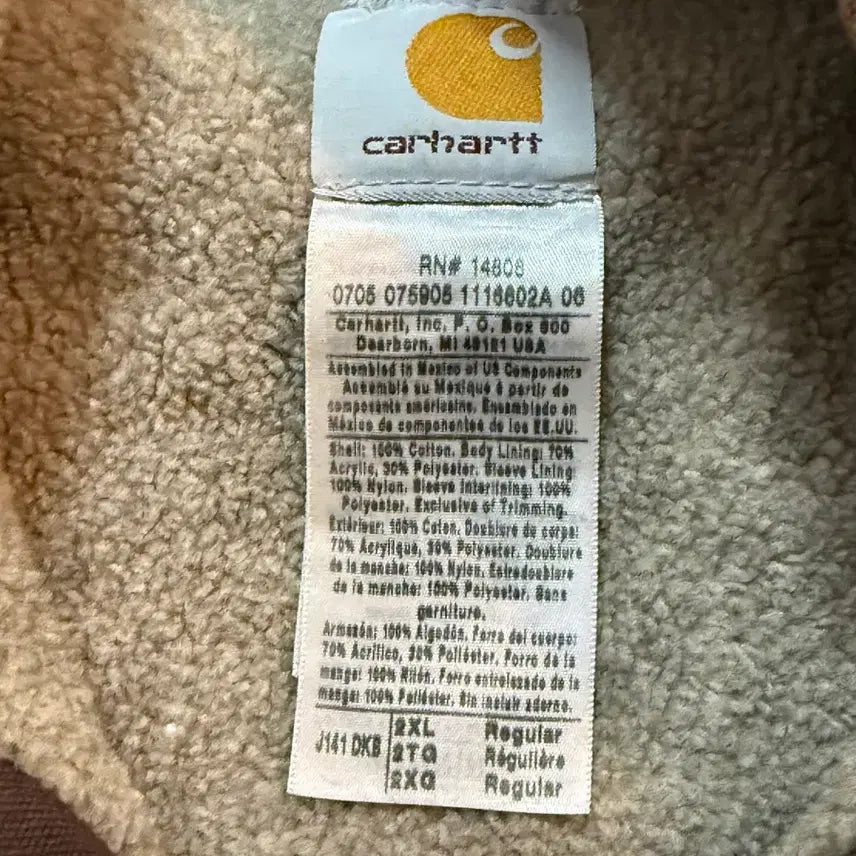 carhartt
RN# 14808
0705 075905 1116602A 06
Carhartt, Inc. P. O. Box 600
Dearborn, MI 48121 USA
Assembled in Mexico of US Components
Assemblé au Mexique à partir de
composants américains. Ensamblado en
México de componentes de los EE.UU.
Shell: 100% Cotton. Body Lining: 70%
Acrylic, 30% Polyester. Sleeve Lining
100% Nylon. Sleeve Interlining: 100%
Polyester. Exclusive of Trimming.
Extérieur: 100% Coton. Doublure de corps:
70% Acrylique, 30% Polyester. Doublure
de la manche: 100% Nylon. Entredoublure
de la manche: 100% Polyester. Sans
garniture.
Armazón: 100% Algodón. Forro del cuerpo:
70% Acrílico, 30% Poliéster. Forro de la
manga: 100% Nilón. Forro entrelazado de la
manga: 100% Poliéster. Sin incluir adorno.
J141 DKB
2XL Regular
2TG Régulière
2XG Regular